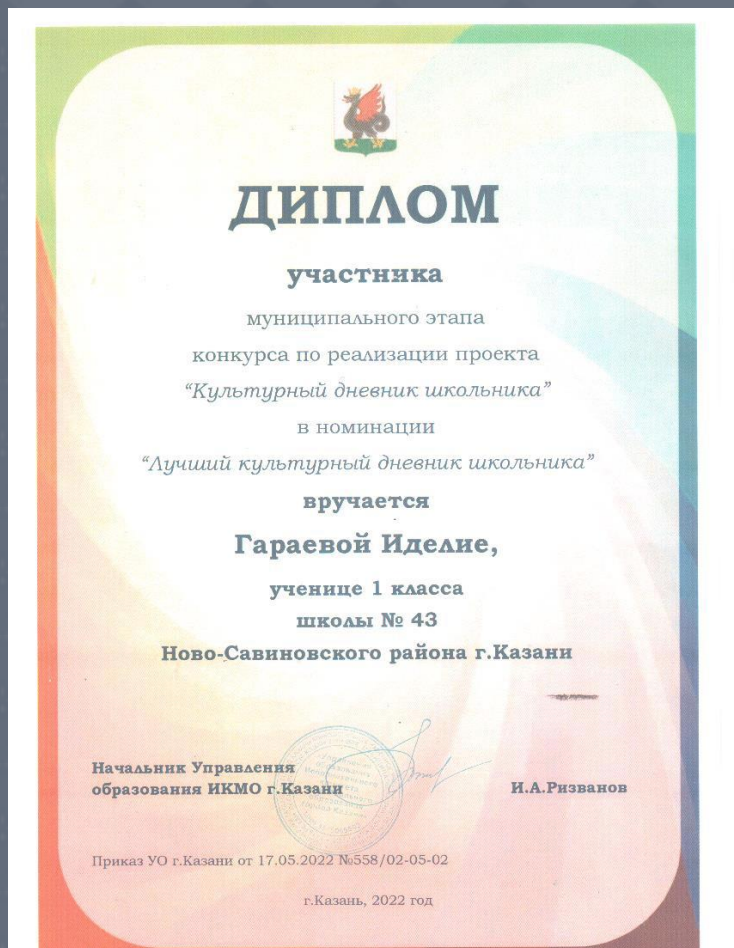 ДИПЛОМ
участника
муниципального этапа
конкурса по реализации проекта
“Культурный дневник школьника”
в номинации
“Лучший культурный дневник школьника”
вручается
Гараевой Иделие,
ученице 1 класса
школы № 43
Ново-Савиновского района г.Казани
Начальник Управления
образования ИКМО г.Казани
И.А.Ризванов
Приказ УО г.Казани от 17.05.2022 №558/02-05-02
г.Казань, 2022 год